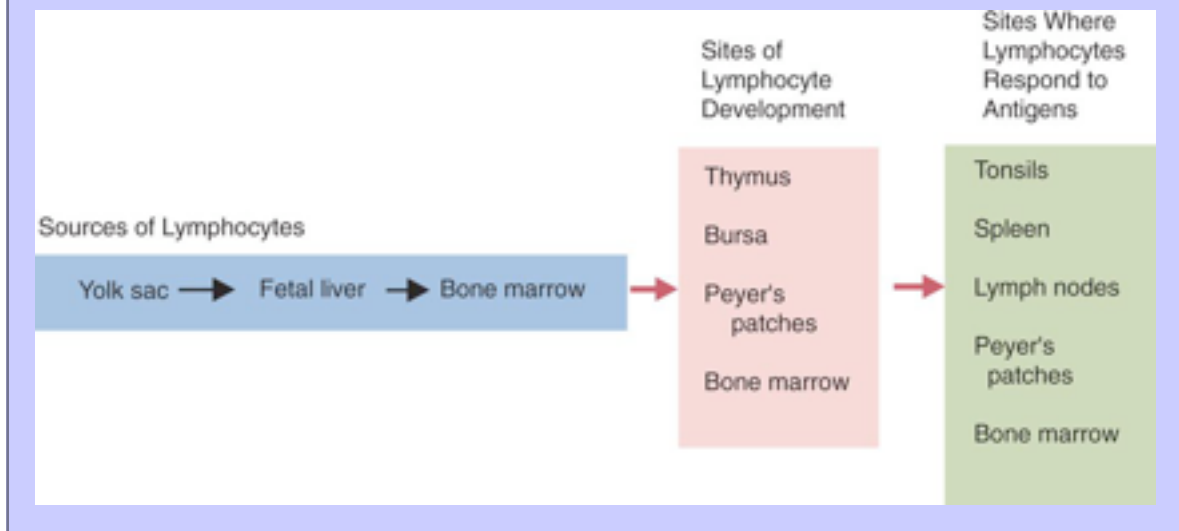 Sources of Lymphocytes
Yolk sac Fetal liver Bone marrow
Sites of
Lymphocyte
Development
Thymus
Bursa
Peyer's
patches
Bone marrow
Sites Where
Lymphocytes
Respond to
Antigens
Tonsils
Spleen
Lymph nodes
Peyer's
patches
Bone marrow